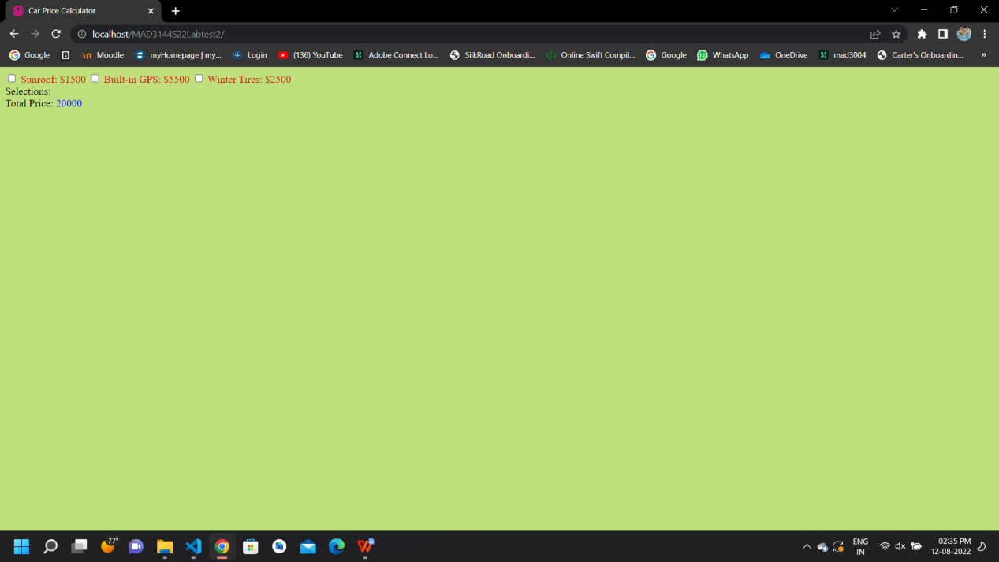 Car Price Calculator
localhost/MAD3144S22Labtest2/
Google B Moodle myHomepage | my... Login (136) YouTube Adobe Connect Lo... SilkRoad Onboardi... Online Swift Compil... Google WhatsApp OneDrive mad3004 Carter's Onboardin... »
Sunroof: $1500 Built-in GPS: $5500 Winter Tires: $2500
Selections:
Total Price: 20000
77°
ENG
IN
02:35 PM
12-08-2022